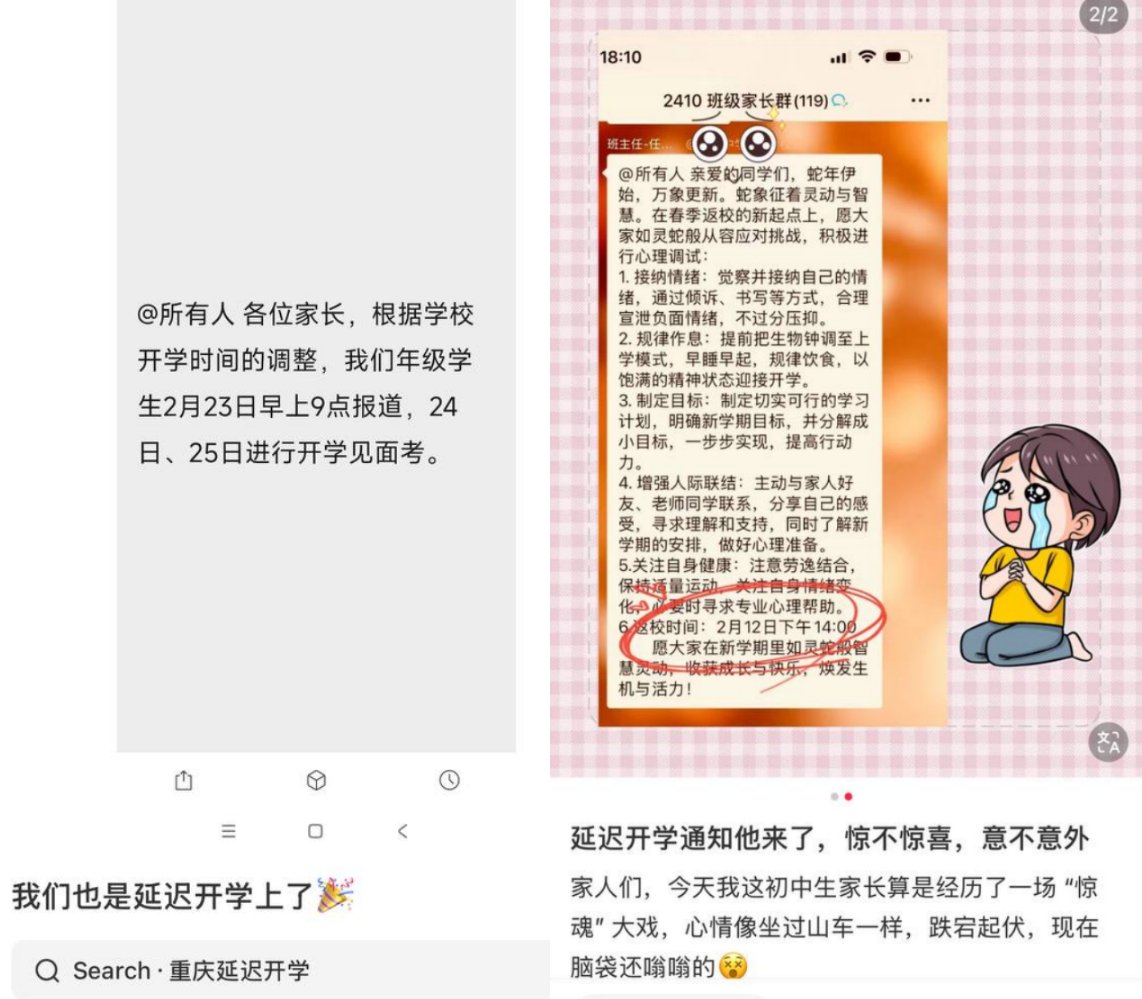 @所有人 各位家长，根据学校
开学时间的调整，我们年级学
生2月23日早上9点报道，24
日、25日进行开学见面考。
我们也是延迟开学上了
Search · 重庆延迟开学
2/2
18:10
2410 班级家长群(119)
班主任-任...
@所有人 亲爱的同学们，蛇年伊
始，万象更新。蛇象征着灵动与智
慧。在春季返校的新起点上，愿大
家如灵蛇般从容应对挑战，积极进
行心理调试：
1. 接纳情绪：觉察并接纳自己的情
绪，通过倾诉、书写等方式，合理
宣泄负面情绪，不过分压抑。
2. 规律作息：提前把生物钟调至上
学模式，早睡早起，规律饮食，以
饱满的精神状态迎接开学。
3. 制定目标：制定切实可行的学习
计划，明确新学期目标，并分解成
小目标，一步步实现，提高行动
力。
4. 增强人际联结：主动与家人好
友、老师同学联系，分享自己的感
受，寻求理解和支持，同时了解新
学期的安排，做好心理准备。
5.关注自身健康：注意劳逸结合，
保持适量运动，关注自身情绪变
化，必要时寻求专业心理帮助。
6.返校时间：2月12日下午14:00
愿大家在新学期里如灵蛇般智
慧灵动，收获成长与快乐，焕发生
机与活力！
文A
延迟开学通知他来了，惊不惊喜，意不意外
家人们，今天我这初中生家长算是经历了一场 “惊
魂” 大戏，心情像坐过山车一样，跌宕起伏，现在
脑袋还嗡嗡的